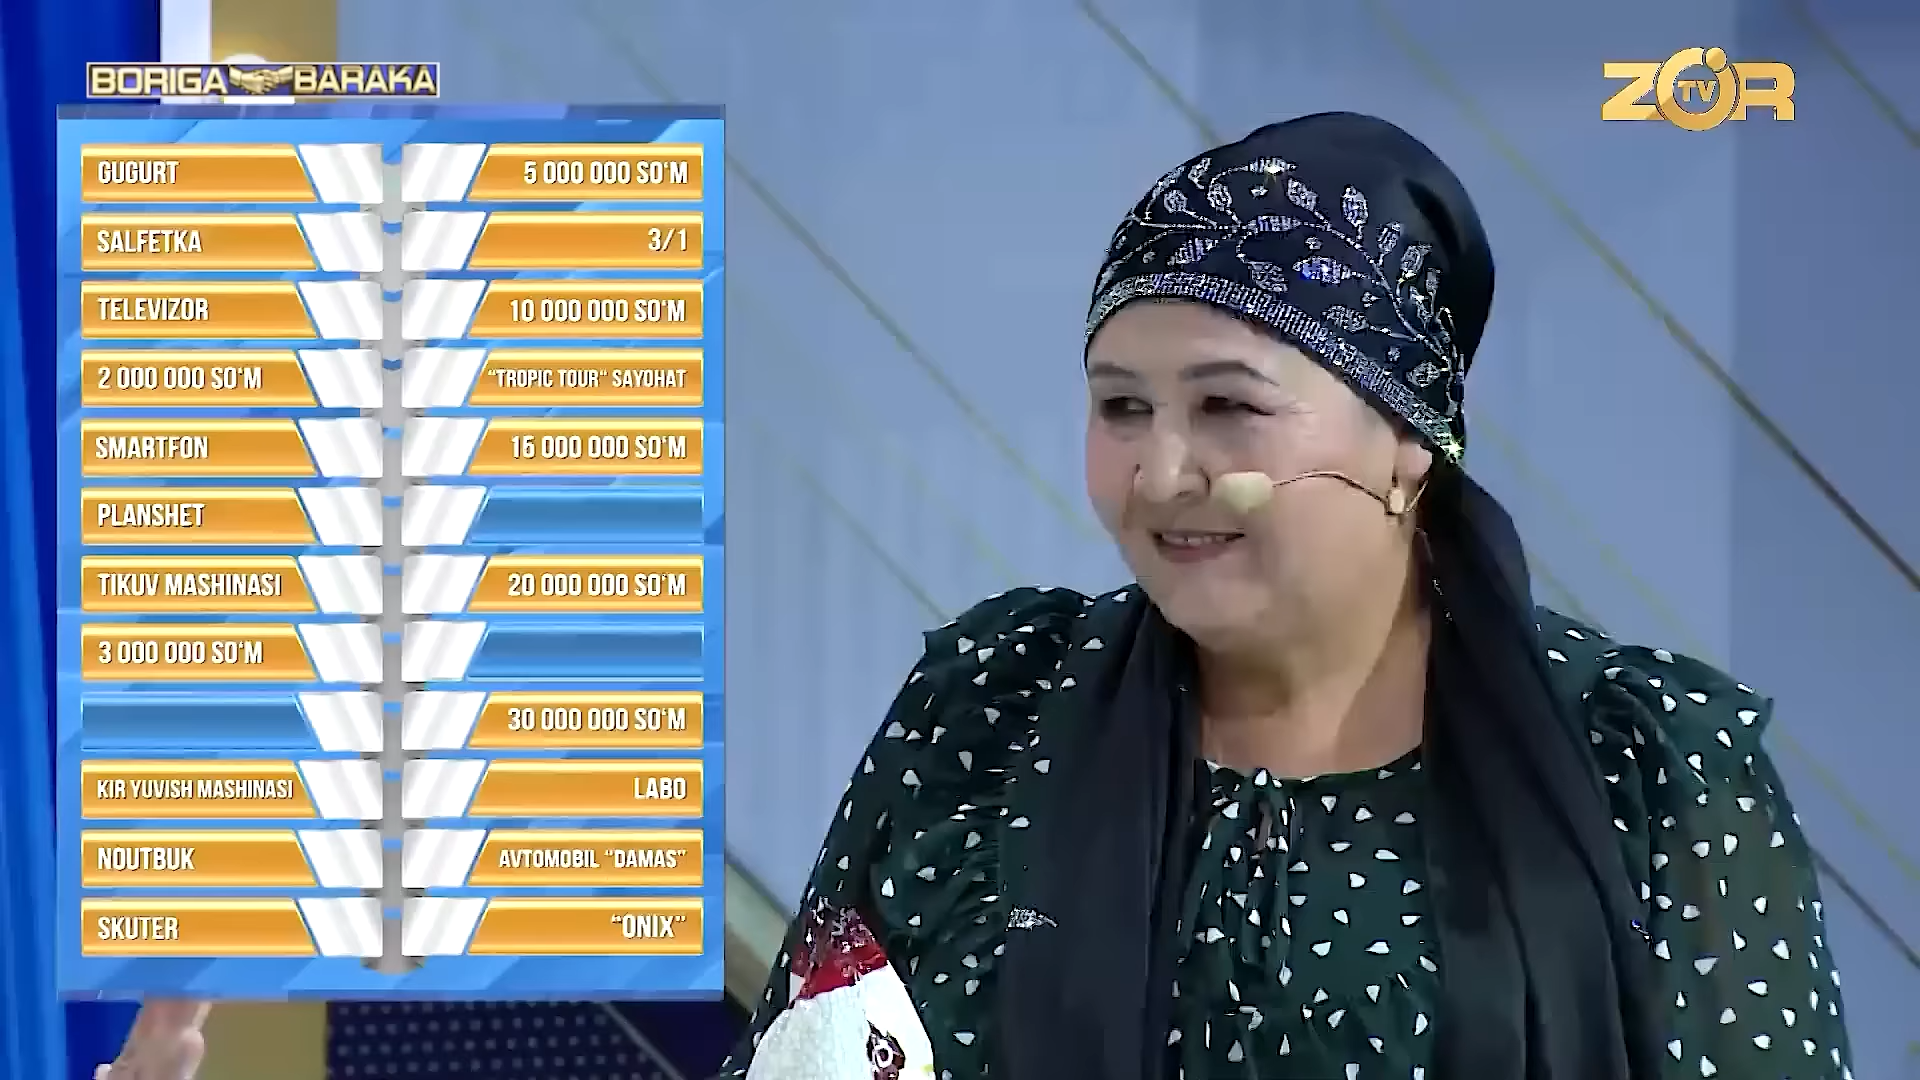 BORIGA BARAKA
ZO'R TV
GUGURT
SALFETKA
TELEVIZOR
2 000 000 SO‘M
SMARTFON
PLANSHET
TIKUV MASHINASI
3 000 000 SO‘M
KIR YUVISH MASHINASI
NOUTBUK
SKUTER
5 000 000 SO‘M
3/1
10 000 000 SO‘M
“TROPIC TOUR“ SAYOHAT
15 000 000 SO‘M
20 000 000 SO‘M
30 000 000 SO‘M
LABO
AVTOMOBIL “DAMAS”
“ONIX”